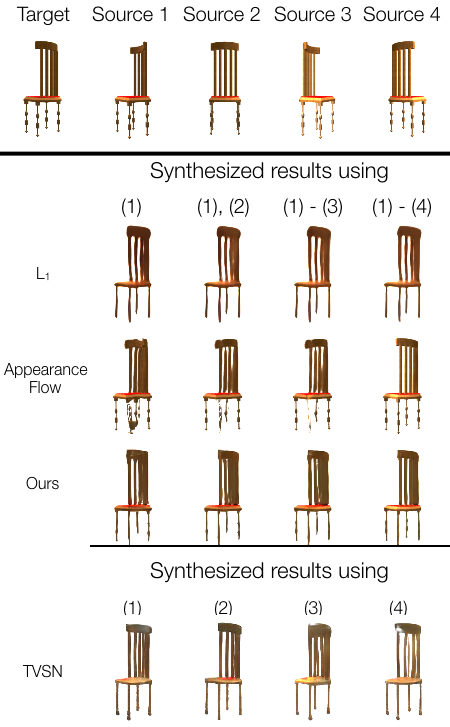 Target Source 1 Source 2 Source 3 Source 4
Synthesized results using
(1) (1), (2) (1) - (3) (1) - (4)
L₁
Appearance
Flow
Ours
Synthesized results using
(1) (2) (3) (4)
TVSN